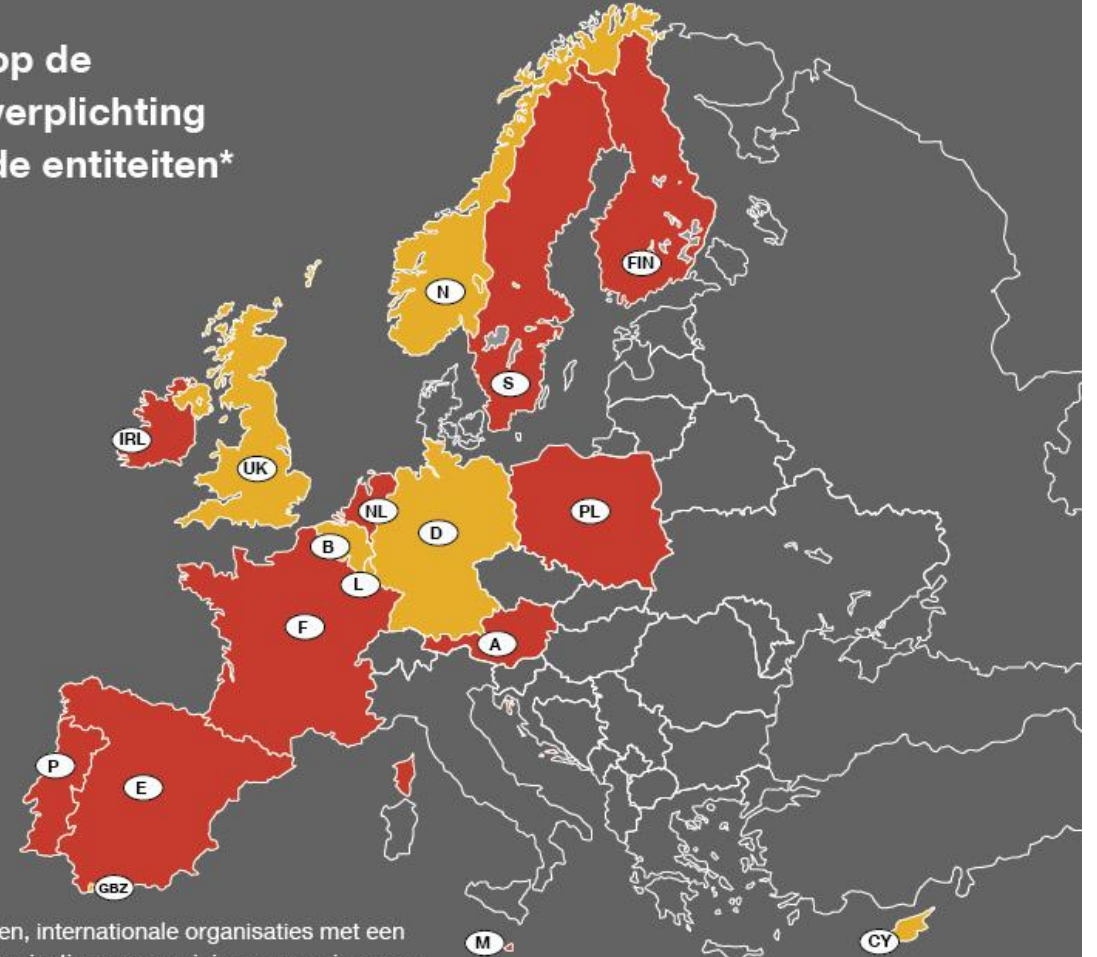 op de
verplichting
de entiteiten*
N
FIN
S
IRL
UK
NL
PL
B
D
L
F
A
P
E
GBZ
en, internationale organisaties met een
M
CY